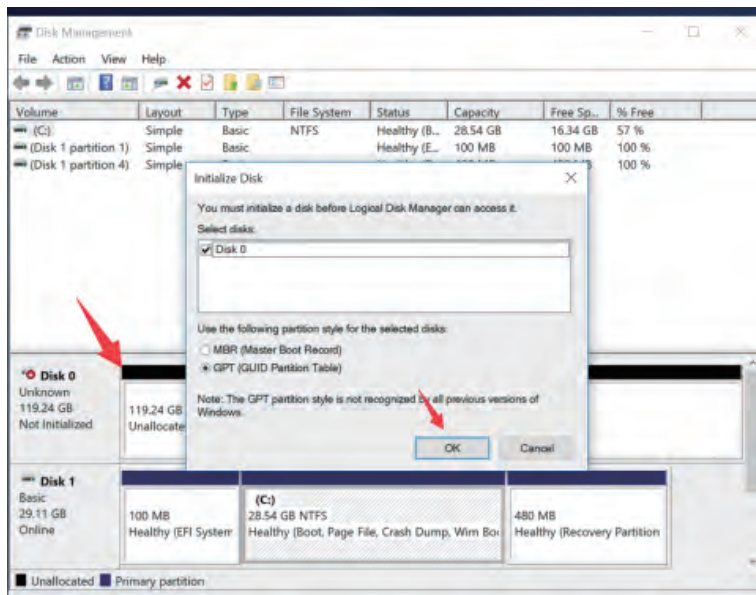 Disk Management
File Action View Help
Volume Layout Type File System Status Capacity Free Sp... % Free
(C:) Simple Basic NTFS Healthy (B... 28.54 GB 16.34 GB 57 %
(Disk 1 partition 1) Simple Basic Healthy (E... 100 MB 100 MB 100 %
(Disk 1 partition 4) Simple 100 %
Initialize Disk
You must initialize a disk before Logical Disk Manager can access it.
Select disks:
Disk 0
Use the following partition style for the selected disks:
MBR (Master Boot Record)
GPT (GUID Partition Table)
Note: The GPT partition style is not recognized by all previous versions of
Windows.
OK Cancel
Disk 0
Unknown
119.24 GB
Not Initialized
119.24 GB
Unallocate
Disk 1
Basic
29.11 GB
Online
100 MB
Healthy (EFI System
(C:)
28.54 GB NTFS
Healthy (Boot, Page File, Crash Dump, Wim Boo
480 MB
Healthy (Recovery Partition
Unallocated Primary partition